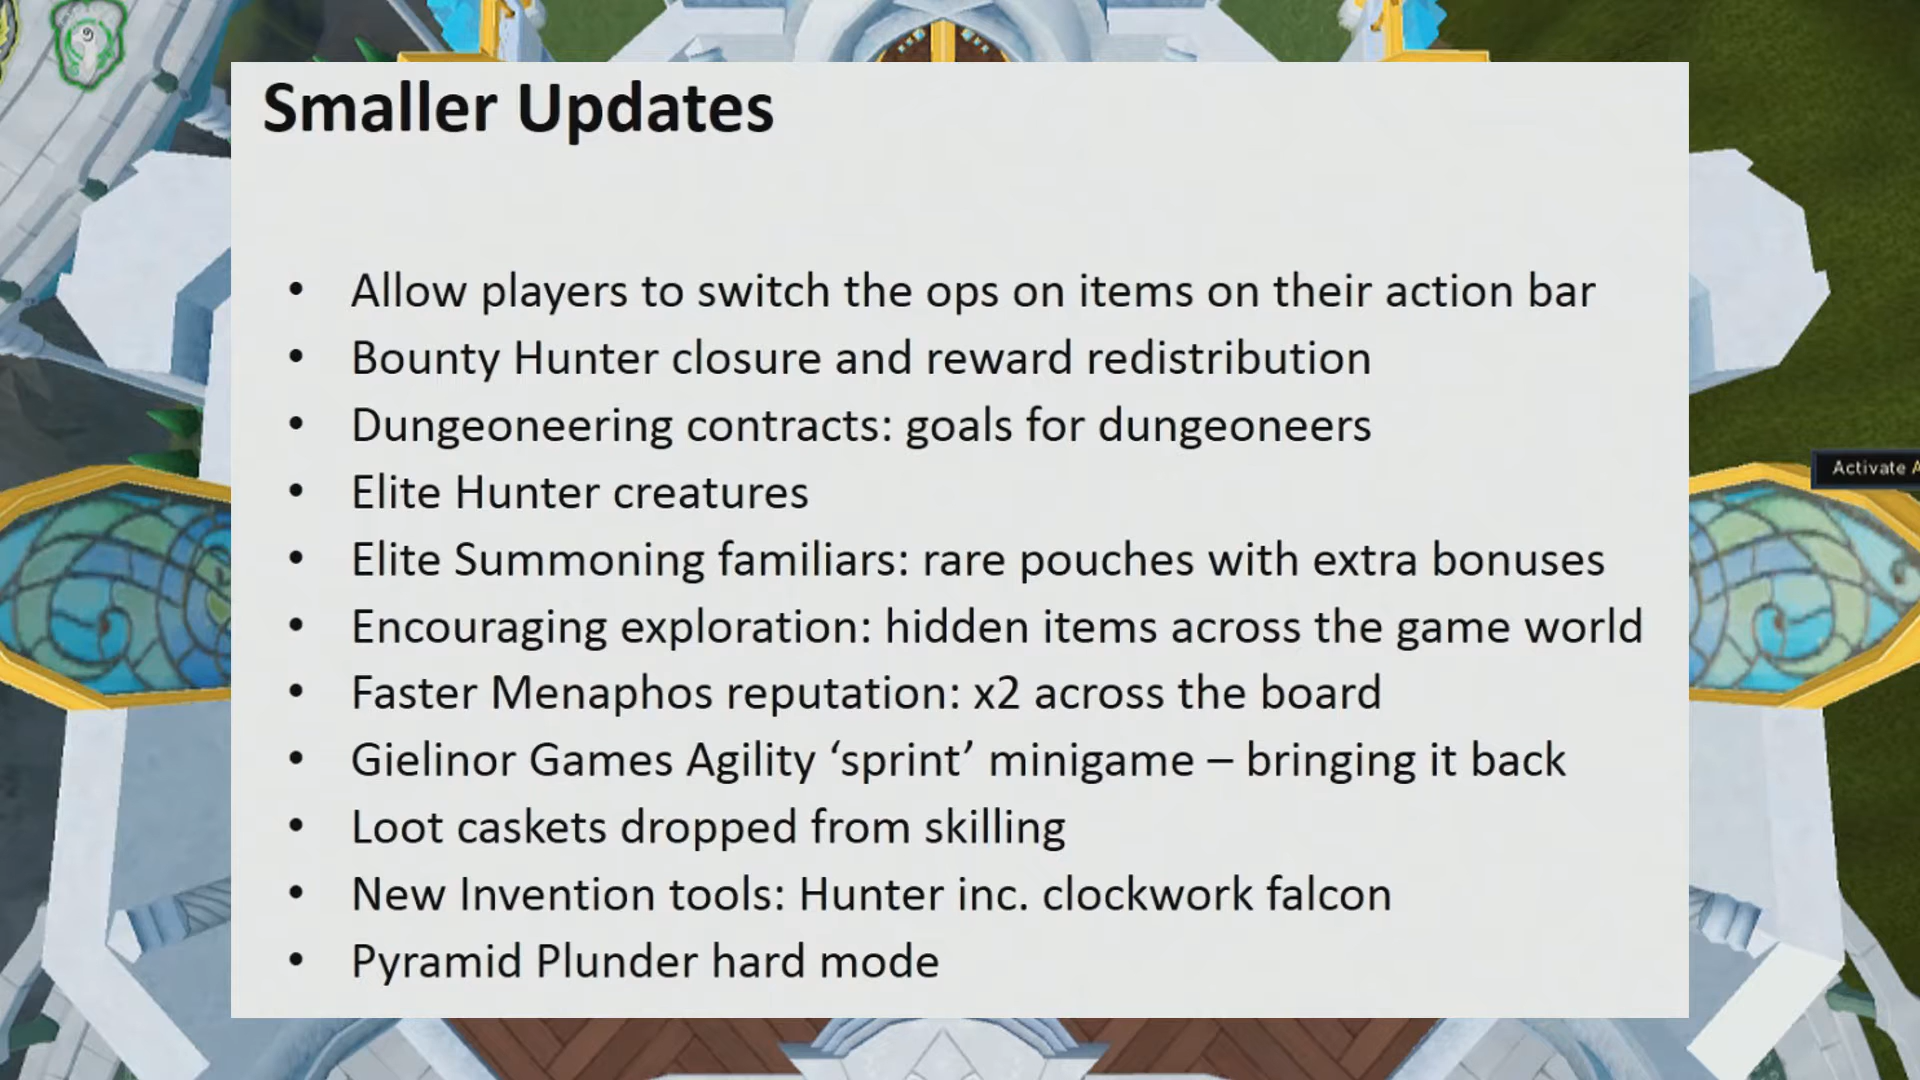 Smaller Updates
• Allow players to switch the ops on items on their action bar
• Bounty Hunter closure and reward redistribution
• Dungeoneering contracts: goals for dungeoneers
• Elite Hunter creatures
• Elite Summoning familiars: rare pouches with extra bonuses
• Encouraging exploration: hidden items across the game world
• Faster Menaphos reputation: x2 across the board
• Gielinor Games Agility ‘sprint’ minigame – bringing it back
• Loot caskets dropped from skilling
• New Invention tools: Hunter inc. clockwork falcon
• Pyramid Plunder hard mode
Activate